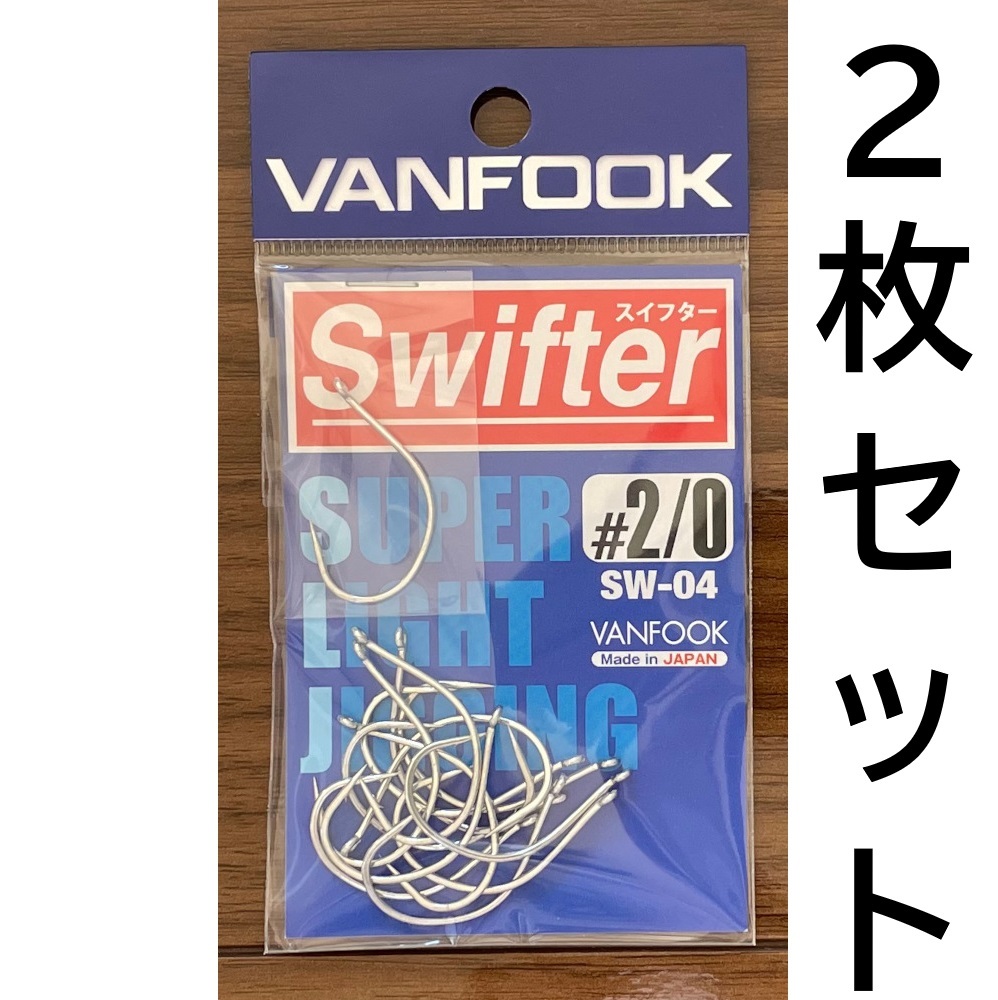 VANFOOK
Swifter
スイフター
SUPER
LIGHT
JIGGING
#2/0
SW-04
VANFOOK
Made in JAPAN
2枚セット